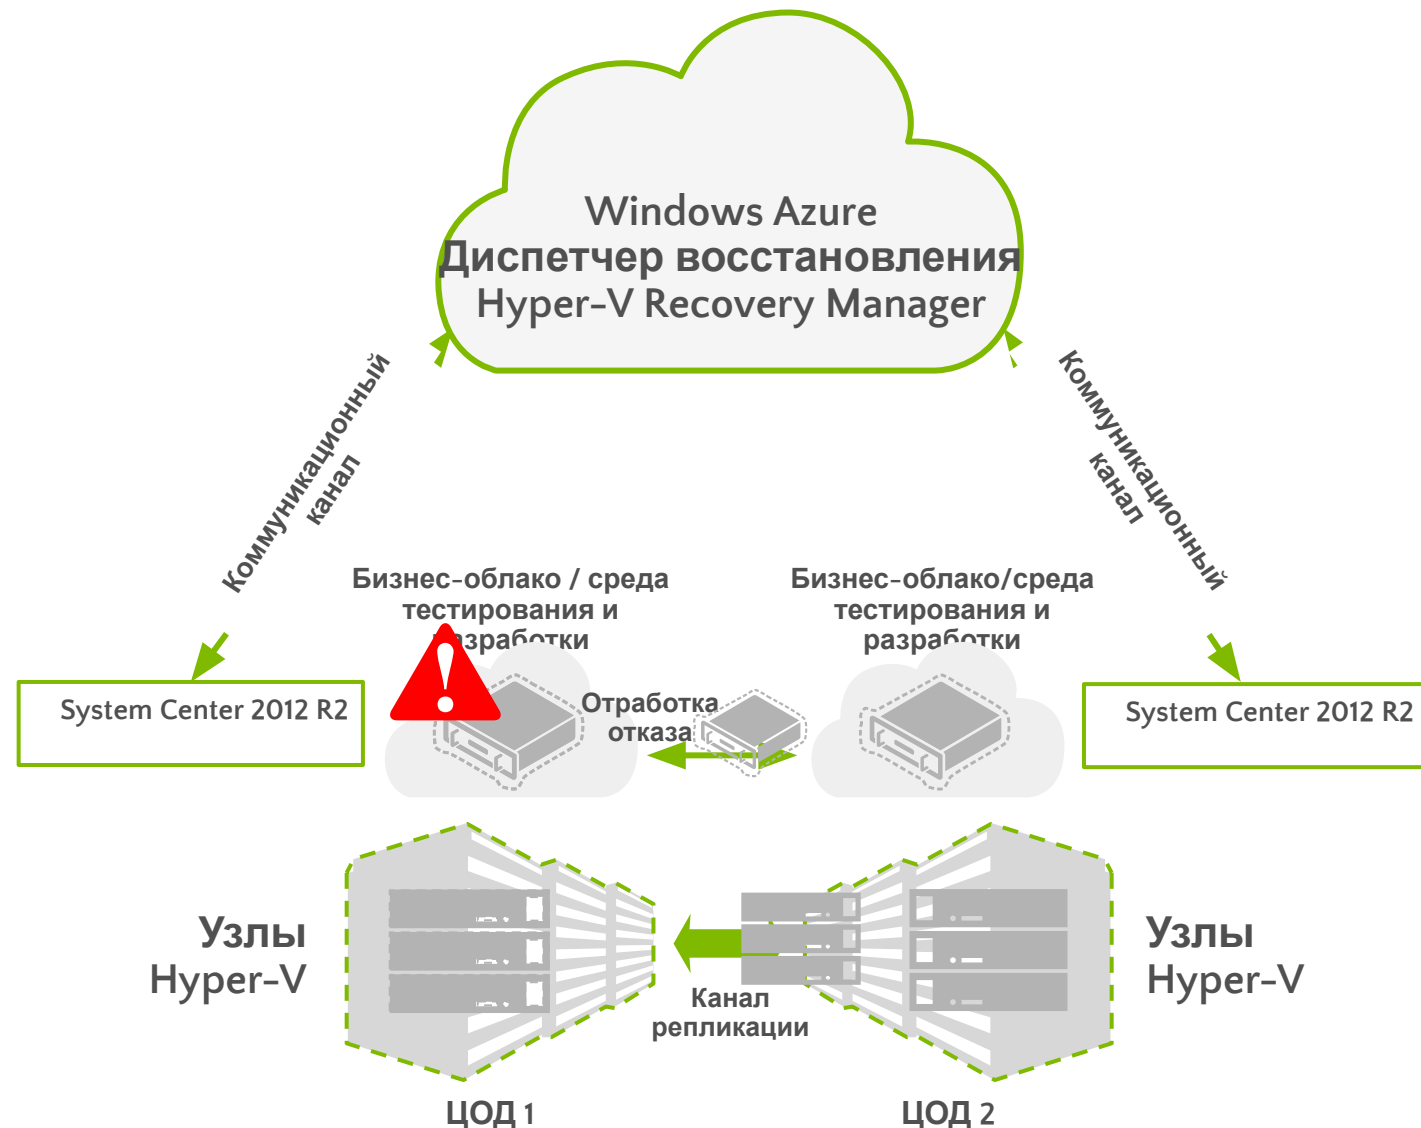 Windows Azure
Диспетчер восстановления
Hyper-V Recovery Manager
Коммуникационный
канал
Коммуникационный
канал
Бизнес-облако / среда
тестирования и
разработки
Бизнес-облако/среда
тестирования и
разработки
System Center 2012 R2
Отработка
отказа
System Center 2012 R2
Узлы
Hyper-V
Узлы
Hyper-V
Канал
репликации
ЦОД 1
ЦОД 2